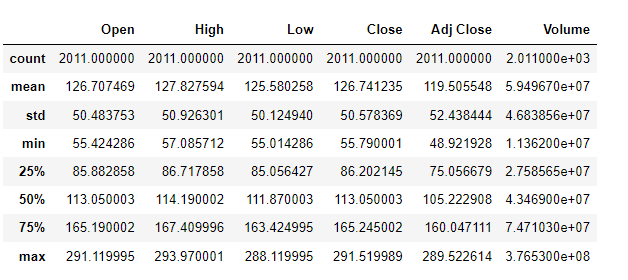 Open High Low Close Adj Close Volume
count 2011.000000 2011.000000 2011.000000 2011.000000 2011.000000 2.011000e+03
mean 126.707469 127.827594 125.580258 126.741235 119.505548 5.949670e+07
std 50.483753 50.926301 50.124940 50.578369 52.438444 4.683856e+07
min 55.424286 57.085712 55.014286 55.790001 48.921928 1.136200e+07
25% 85.882858 86.717858 85.056427 86.202145 75.056679 2.758565e+07
50% 113.050003 114.190002 111.870003 113.050003 105.222908 4.346900e+07
75% 165.190002 167.409996 163.424995 165.245002 160.047111 7.471030e+07
max 291.119995 293.970001 288.119995 291.519989 289.522614 3.765300e+08